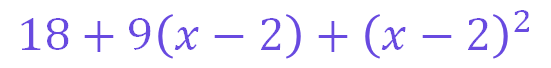 18 + 9(x − 2) + (x − 2)²